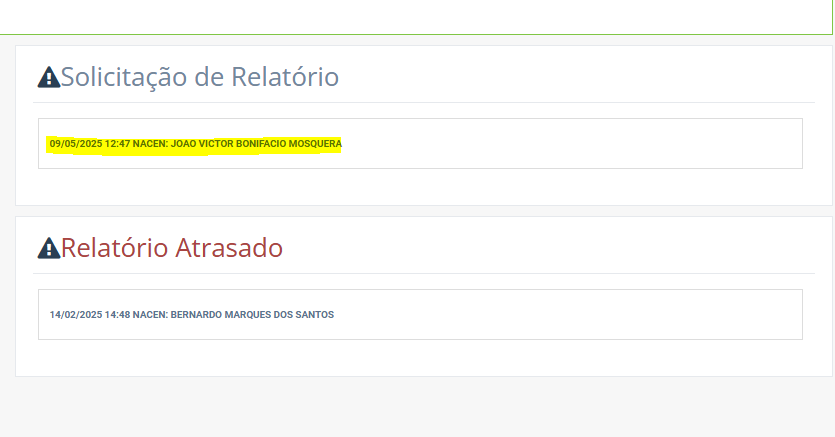 Solicitação de Relatório
09/05/2025 12:47 NACEN: JOAO VICTOR BONIFACIO MOSQUERA
Relatório Atrasado
14/02/2025 14:48 NACEN: BERNARDO MARQUES DOS SANTOS